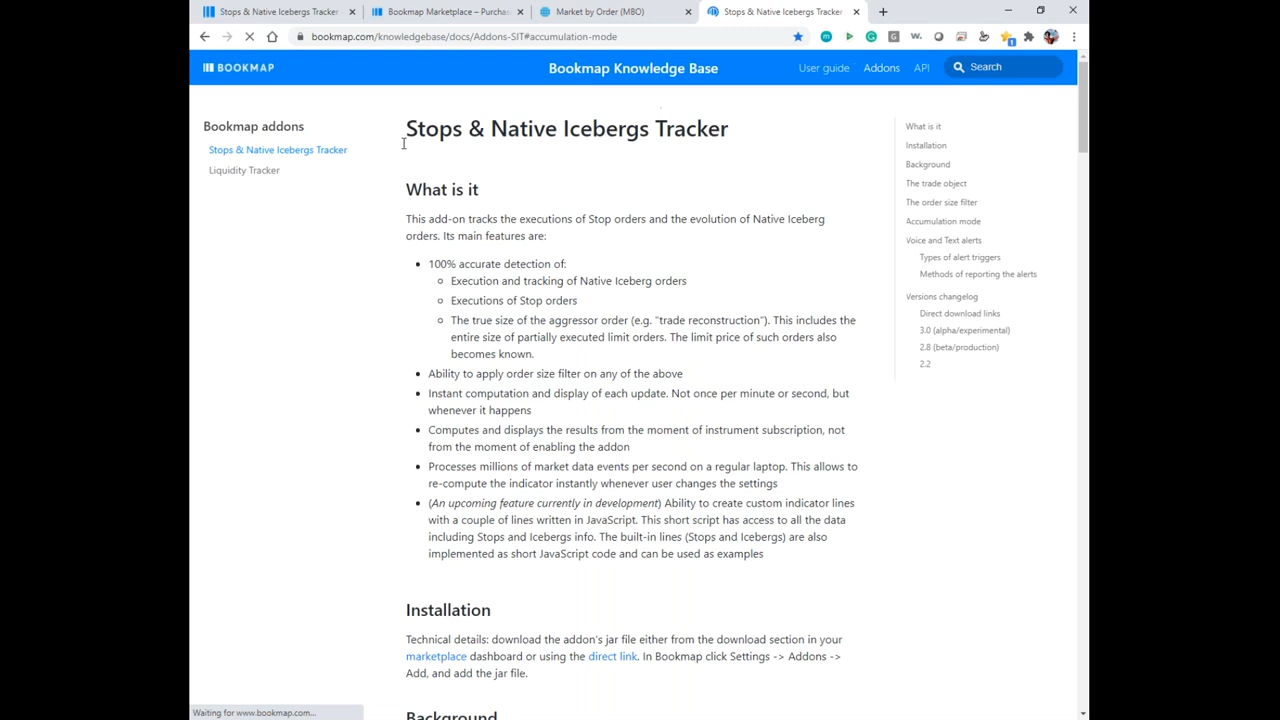 Stops & Native Icebergs Tracker
Bookmap Marketplace – Purcha
Market by Order (MBO)
Stops & Native Icebergs Tracker
bookmap.com/knowledgebase/docs/Addons-SIT#accumulation-mode
BOOKMAP
Bookmap Knowledge Base
User guide
Addons
API
Search
Bookmap addons
Stops & Native Icebergs Tracker
Liquidity Tracker
Stops & Native Icebergs Tracker
What is it
This add-on tracks the executions of Stop orders and the evolution of Native Iceberg
orders. Its main features are:
100% accurate detection of:
Execution and tracking of Native Iceberg orders
Executions of Stop orders
The true size of the aggressor order (e.g. "trade reconstruction"). This includes the
entire size of partially executed limit orders. The limit price of such orders also
becomes known.
Ability to apply order size filter on any of the above
Instant computation and display of each update. Not once per minute or second, but
whenever it happens
Computes and displays the results from the moment of instrument subscription, not
from the moment of enabling the addon
Processes millions of market data events per second on a regular laptop. This allows to
re-compute the indicator instantly whenever user changes the settings
(An upcoming feature currently in development) Ability to create custom indicator lines
with a couple of lines written in JavaScript. This short script has access to all the data
including Stops and Icebergs info. The built-in lines (Stops and Icebergs) are also
implemented as short JavaScript code and can be used as examples
Installation
Technical details: download the addon's jar file either from the download section in your
marketplace dashboard or using the direct link. In Bookmap click Settings -> Addons ->
Add, and add the jar file.
Background
What is it
Installation
Background
The trade object
The order size filter
Accumulation mode
Voice and Text alerts
Types of alert triggers
Methods of reporting the alerts
Versions changelog
Direct download links
3.0 (alpha/experimental)
2.8 (beta/production)
2.2
Waiting for www.bookmap.com...